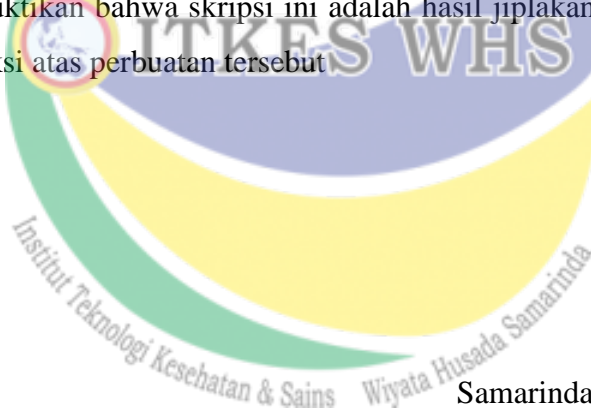 uktikan bahwa skripsi ini adalah hasil jiplakan
ITKES WHS
si atas perbuatan tersebut
Institut Teknologi Kesehatan & Sains Wiyata Husada Samarinda
Samarinda